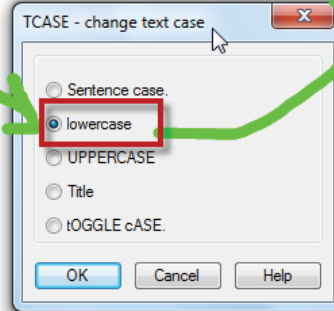 TCASE - change text case
Sentence case.
lowercase
UPPERCASE
Title
tOGGLE cASE.
OK Cancel Help